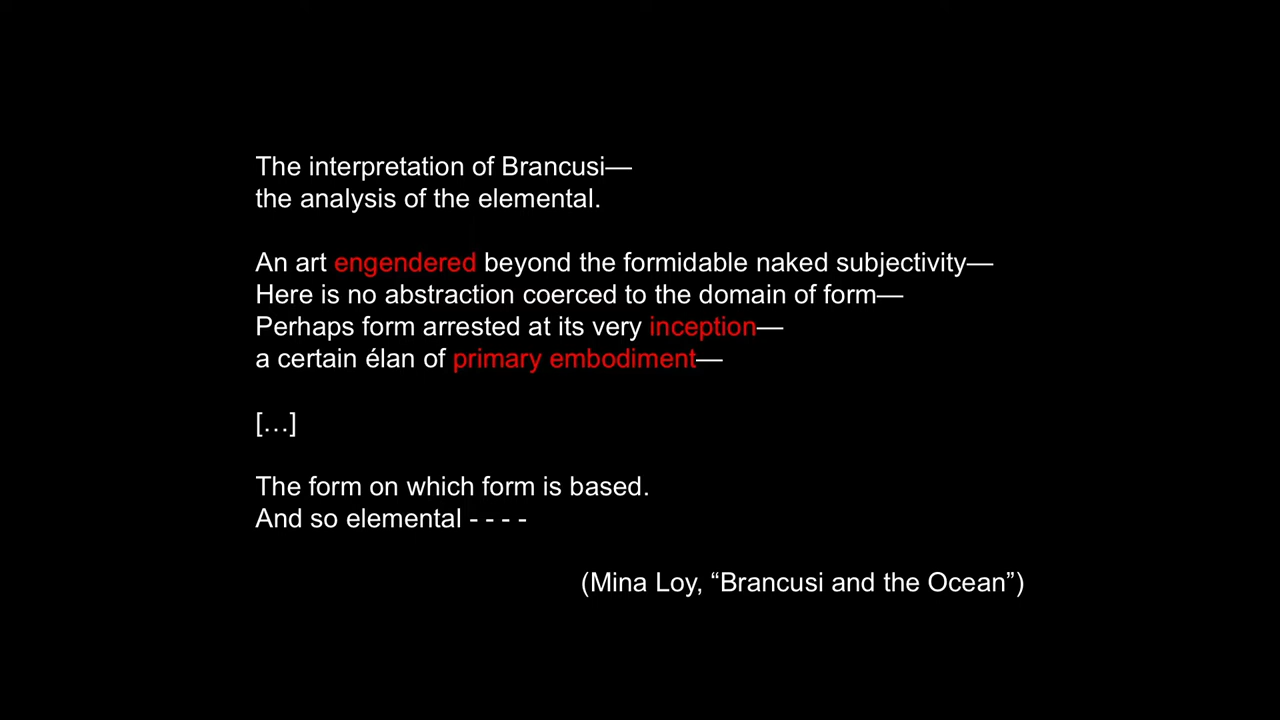 The interpretation of Brancusi—
the analysis of the elemental.
An art engendered beyond the formidable naked subjectivity—
Here is no abstraction coerced to the domain of form—
Perhaps form arrested at its very inception—
a certain élan of primary embodiment—
[…]
The form on which form is based.
And so elemental - - - -
(Mina Loy, “Brancusi and the Ocean”)